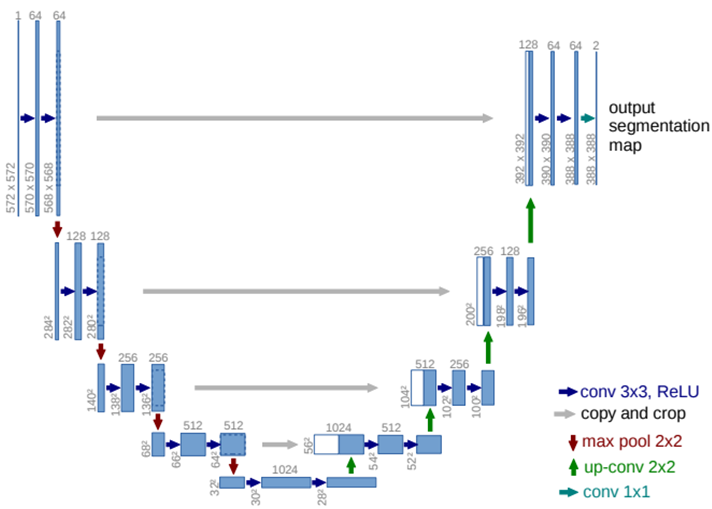 1 64 64
572 x 572
570 x 570
568 x 568
128 128
284²
282²
280²
256 256
140²
138²
136²
512 512
68²
66²
64²
1024
32²
30²
28²
1024 512
56²
54²
52²
512 256
104²
102²
100²
256 128
200²
198²
196²
128 64 64 2
392 x 392
390 x 390
388 x 388
388 x 388
output
segmentation
map
conv 3x3, ReLU
copy and crop
max pool 2x2
up-conv 2x2
conv 1x1